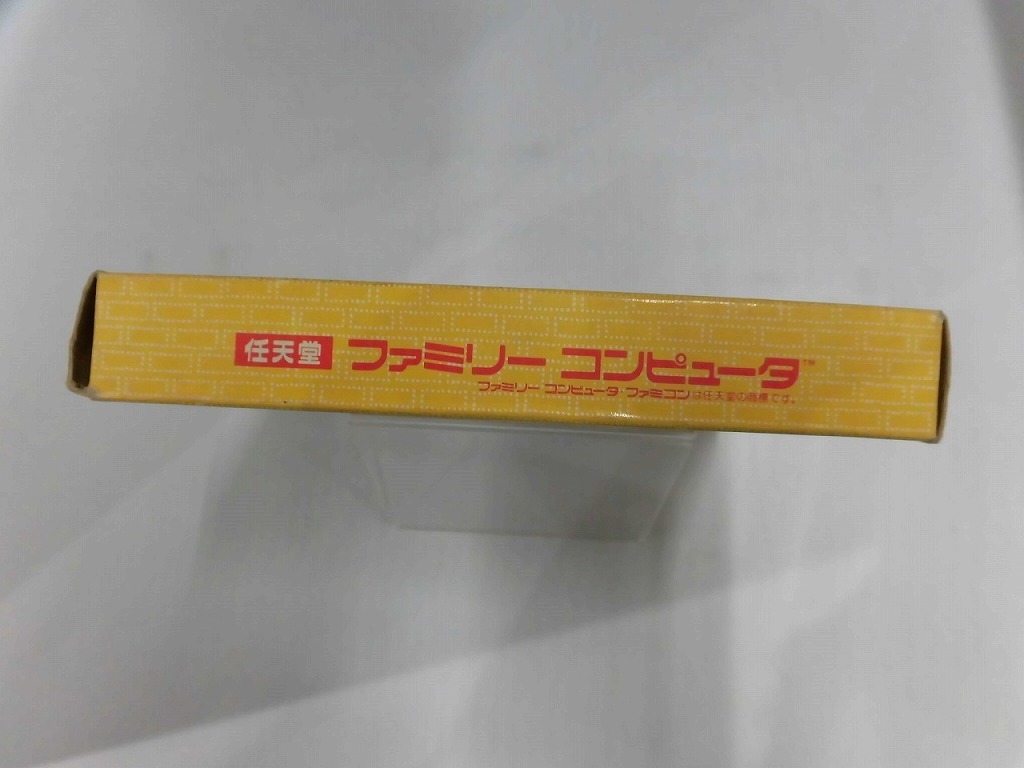 任天堂 ファミリー コンピュータ™
ファミリー コンピュータ・ファミコンは任天堂の商標です。